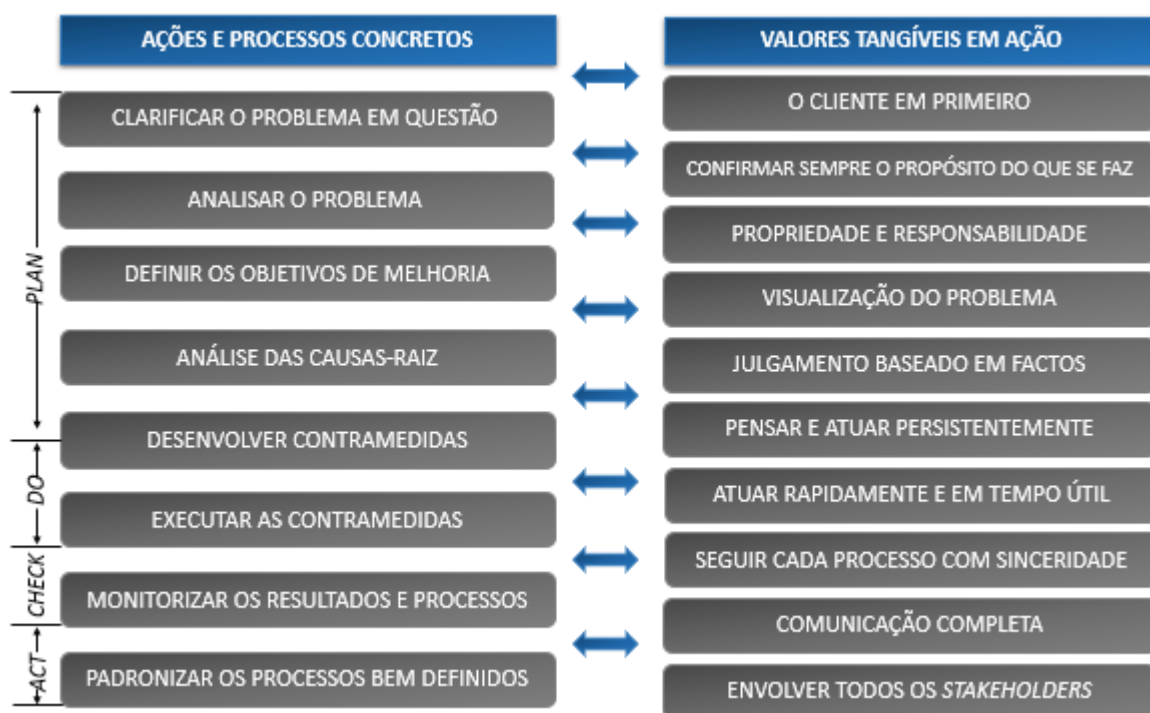 AÇÕES E PROCESSOS CONCRETOS
CLARIFICAR O PROBLEMA EM QUESTÃO
ANALISAR O PROBLEMA
DEFINIR OS OBJETIVOS DE MELHORIA
ANÁLISE DAS CAUSAS-RAIZ
DESENVOLVER CONTRAMEDIDAS
EXECUTAR AS CONTRAMEDIDAS
MONITORIZAR OS RESULTADOS E PROCESSOS
PADRONIZAR OS PROCESSOS BEM DEFINIDOS
PLAN
DO
CHECK
ACT
VALORES TANGÍVEIS EM AÇÃO
O CLIENTE EM PRIMEIRO
CONFIRMAR SEMPRE O PROPÓSITO DO QUE SE FAZ
PROPRIEDADE E RESPONSABILIDADE
VISUALIZAÇÃO DO PROBLEMA
JULGAMENTO BASEADO EM FACTOS
PENSAR E ATUAR PERSISTENTEMENTE
ATUAR RAPIDAMENTE E EM TEMPO ÚTIL
SEGUIR CADA PROCESSO COM SINCERIDADE
COMUNICAÇÃO COMPLETA
ENVOLVER TODOS OS STAKEHOLDERS